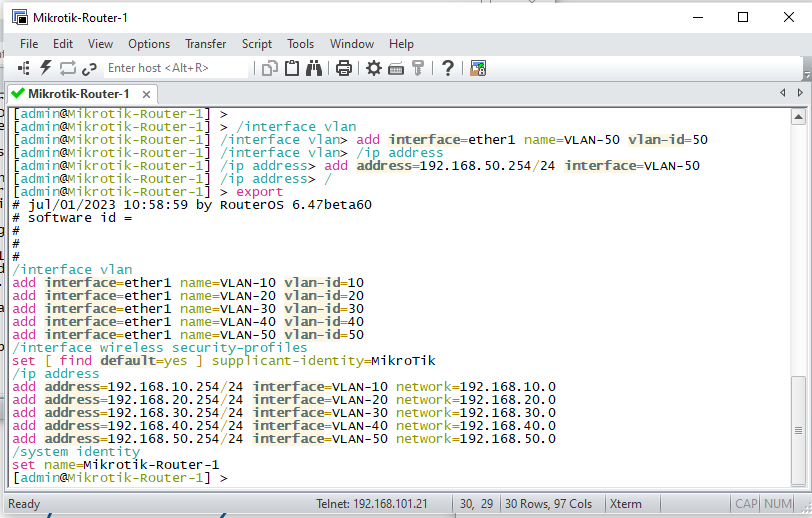 Mikrotik-Router-1
File Edit View Options Transfer Script Tools Window Help
Enter host <Alt+R>
Mikrotik-Router-1
[admin@Mikrotik-Router-1] >
[admin@Mikrotik-Router-1] > /interface vlan
[admin@Mikrotik-Router-1] /interface vlan> add interface=ether1 name=VLAN-50 vlan-id=50
[admin@Mikrotik-Router-1] /interface vlan> /ip address
[admin@Mikrotik-Router-1] /ip address> add address=192.168.50.254/24 interface=VLAN-50
[admin@Mikrotik-Router-1] /ip address> /
[admin@Mikrotik-Router-1] > export
# jul/01/2023 10:58:59 by RouterOS 6.47beta60
# software id =
#
#
#
/interface vlan
add interface=ether1 name=VLAN-10 vlan-id=10
add interface=ether1 name=VLAN-20 vlan-id=20
add interface=ether1 name=VLAN-30 vlan-id=30
add interface=ether1 name=VLAN-40 vlan-id=40
add interface=ether1 name=VLAN-50 vlan-id=50
/interface wireless security-profiles
set [ find default=yes ] supplicant-identity=MikroTik
/ip address
add address=192.168.10.254/24 interface=VLAN-10 network=192.168.10.0
add address=192.168.20.254/24 interface=VLAN-20 network=192.168.20.0
add address=192.168.30.254/24 interface=VLAN-30 network=192.168.30.0
add address=192.168.40.254/24 interface=VLAN-40 network=192.168.40.0
add address=192.168.50.254/24 interface=VLAN-50 network=192.168.50.0
/system identity
set name=Mikrotik-Router-1
[admin@Mikrotik-Router-1] >
Ready Telnet: 192.168.101.21 30, 29 30 Rows, 97 Cols Xterm CAP NUM